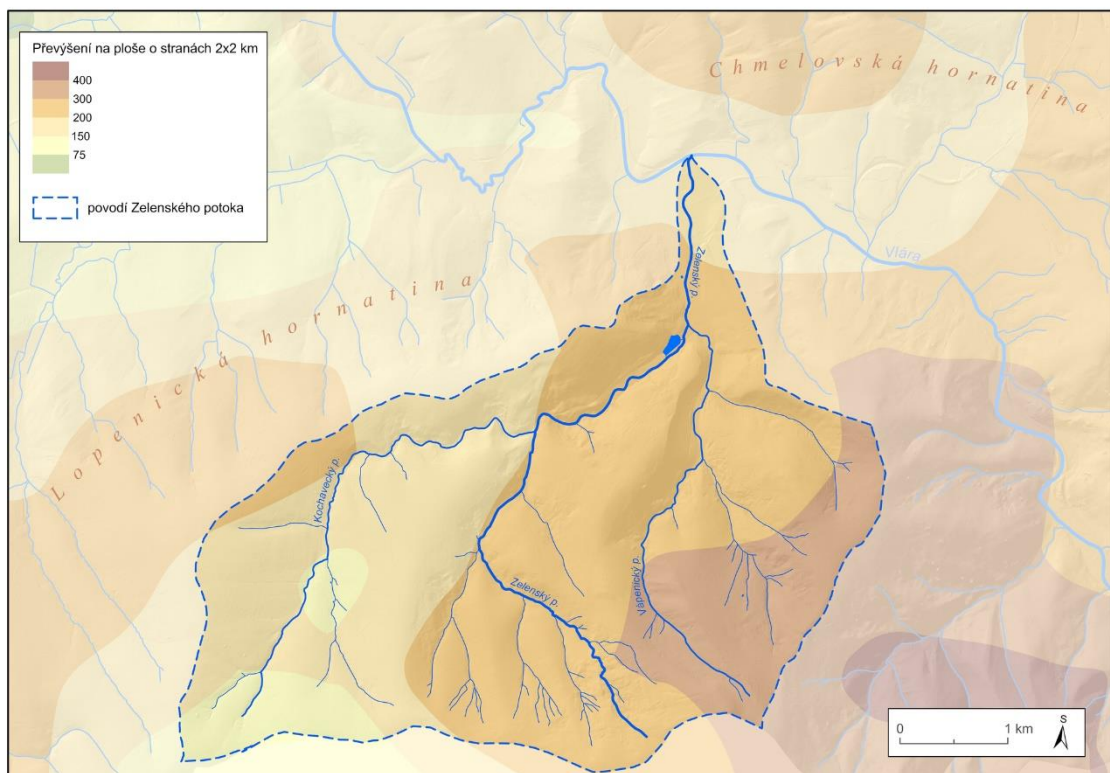 Převýšení na ploše o stranách 2x2 km
400
300
200
150
75
povodí Zelenského potoka
Chmelovská hornatina
Vlára
Zelenský p.
Lopenická hornatina
Kochavecký p.
Zelenský p.
Vápenický p.
0 1 km
S